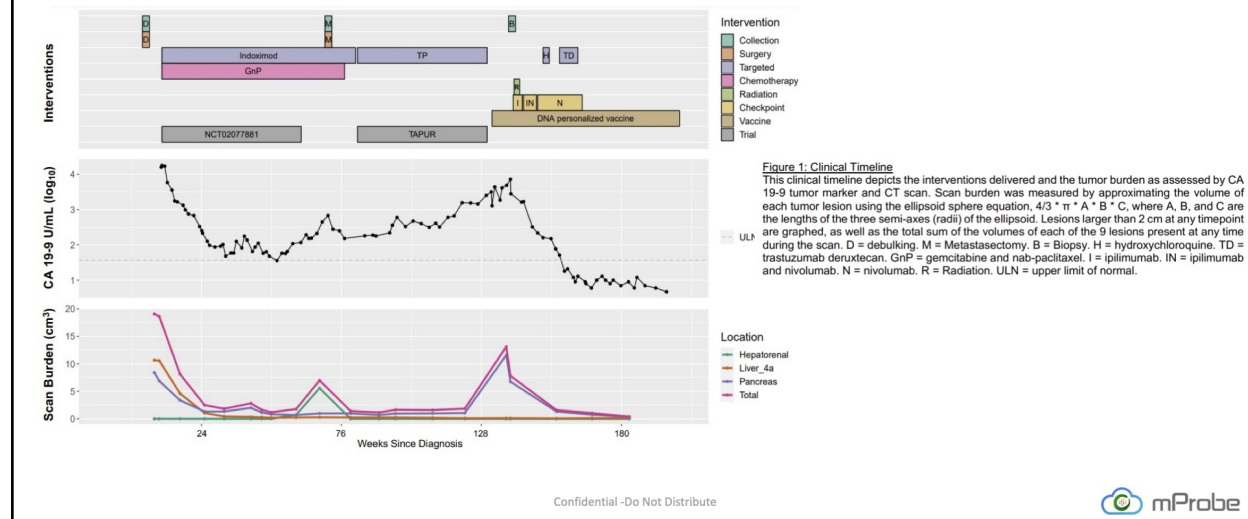 Interventions
D
M
B
D
M
Indoximod
TP
H
TD
GnP
R
I
IN
N
DNA personalized vaccine
NCT02077881
TAPUR
Intervention
Collection
Surgery
Targeted
Chemotherapy
Radiation
Checkpoint
Vaccine
Trial
CA 19-9 U/mL (log10)
4
3
2
1
ULN
Figure 1: Clinical Timeline
This clinical timeline depicts the interventions delivered and the tumor burden as assessed by CA
19-9 tumor marker and CT scan. Scan burden was measured by approximating the volume of
each tumor lesion using the ellipsoid sphere equation, 4/3 * π * A * B * C, where A, B, and C are
the lengths of the three semi-axes (radii) of the ellipsoid. Lesions larger than 2 cm at any timepoint
are graphed, as well as the total sum of the volumes of each of the 9 lesions present at any time
during the scan. D = debulking. M = Metastasectomy. B = Biopsy. H = hydroxychloroquine. TD =
trastuzumab deruxtecan. GnP = gemcitabine and nab-paclitaxel. I = ipilimumab. IN = ipilimumab
and nivolumab. N = nivolumab. R = Radiation. ULN = upper limit of normal.
Scan Burden (cm³)
20
15
10
5
0
24
76
128
180
Weeks Since Diagnosis
Location
Hepatorenal
Liver_4a
Pancreas
Total
Confidential -Do Not Distribute
mProbe